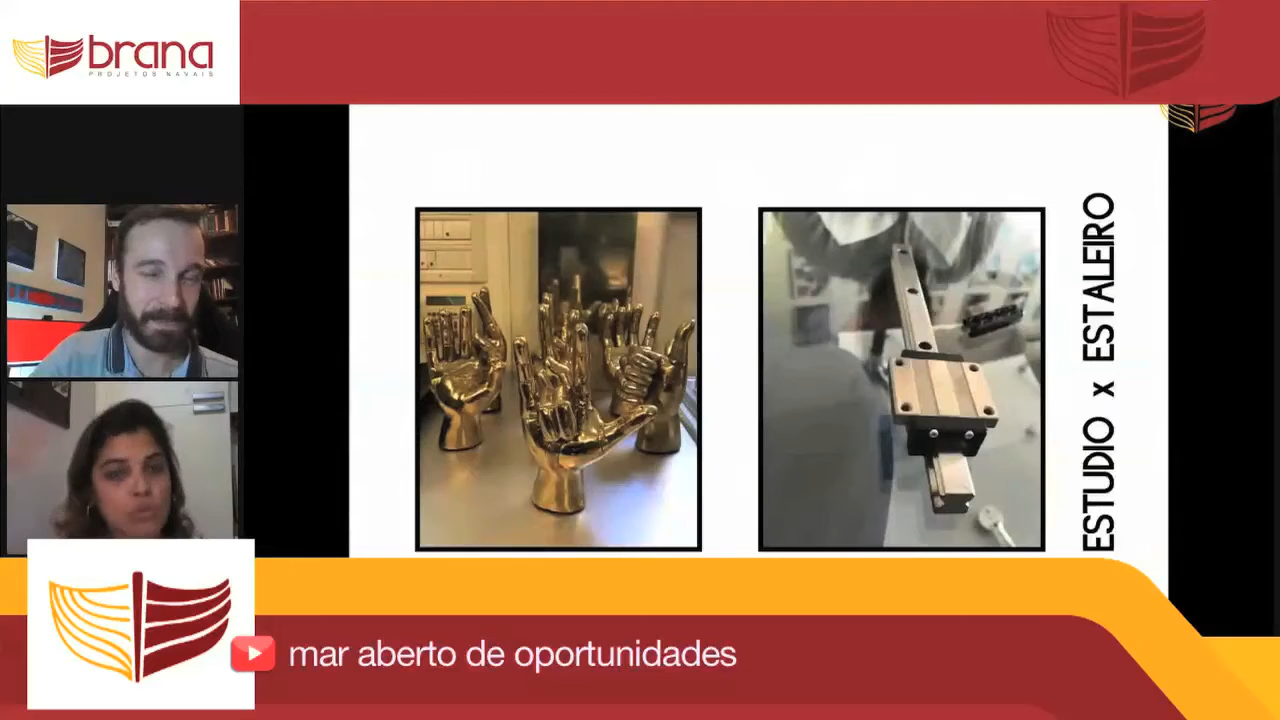 brana
PROJETOS NAVAIS
ESTUDIO x ESTALEIRO
mar aberto de oportunidades